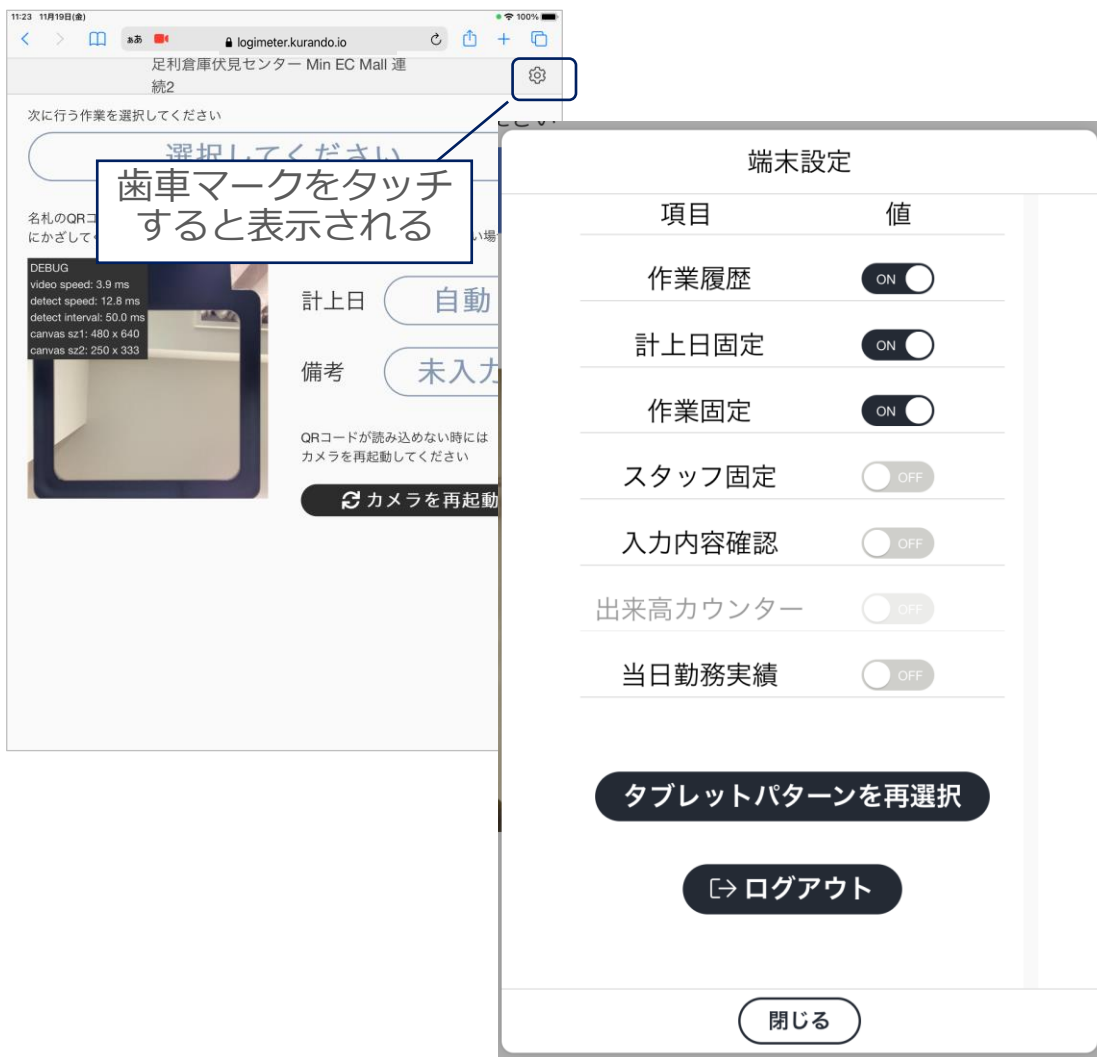 11:23 11月19日(金)
100%
ぁあ
logimeter.kurando.io
足利倉庫伏見センター Min EC Mall 連
続2
次に行う作業を選択してください
選択してください
歯車マークをタッチ
すると表示される
名札のQRコ
にかざして
い場
DEBUG
video speed: 3.9 ms
detect speed: 12.8 ms
detect interval: 50.0 ms
canvas sz1: 480 x 640
canvas sz2: 250 x 333
計上日 自動
備考 未入力
QRコードが読み込めない時には
カメラを再起動してください
カメラを再起動
端末設定
項目 値
作業履歴 ON
計上日固定 ON
作業固定 ON
スタッフ固定 OFF
入力内容確認 OFF
出来高カウンター OFF
当日勤務実績 OFF
タブレットパターンを再選択
ログアウト
閉じる